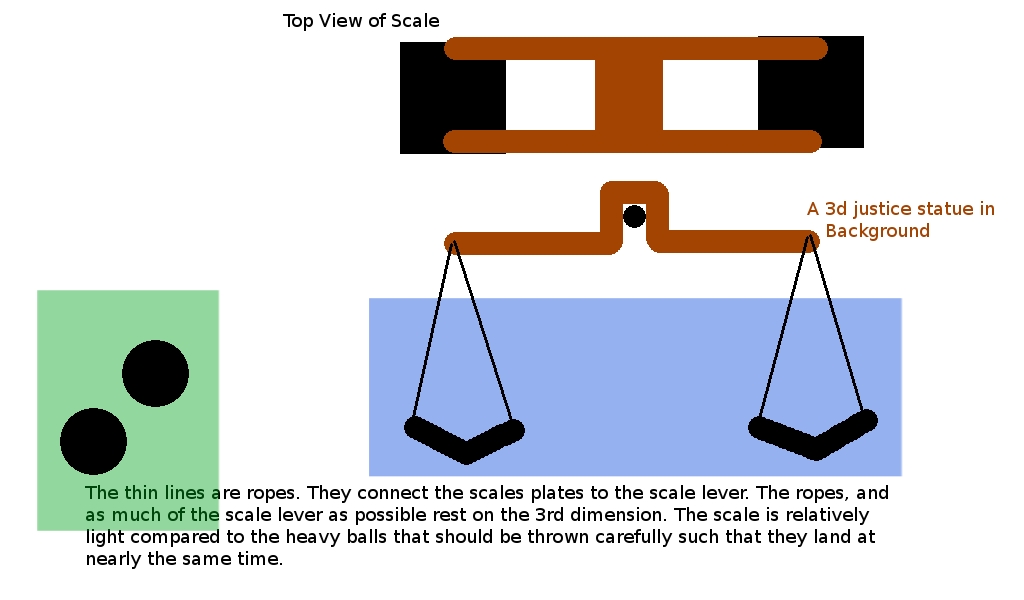 Top View of Scale
A 3d justice statue in
Background
The thin lines are ropes. They connect the scales plates to the scale lever. The ropes, and
as much of the scale lever as possible rest on the 3rd dimension. The scale is relatively
light compared to the heavy balls that should be thrown carefully such that they land at
nearly the same time.